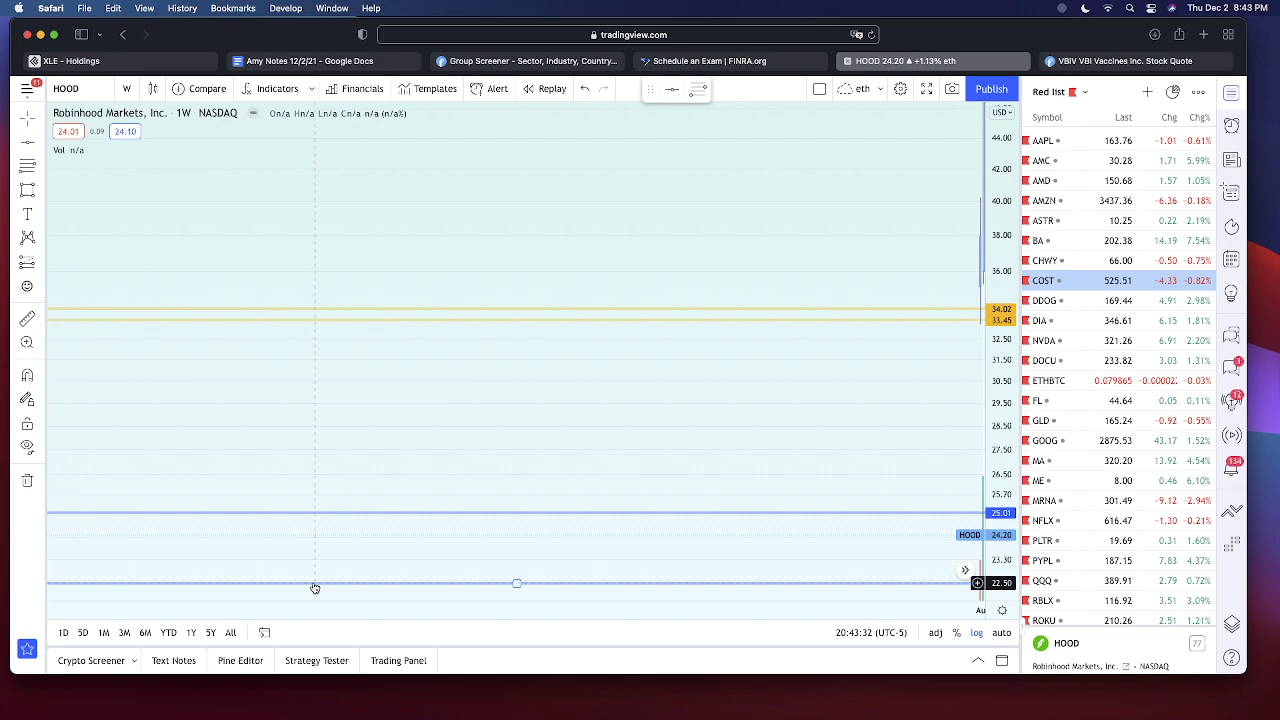 Safari File Edit View History Bookmarks Develop Window Help Thu Dec 2 8:43 PM
tradingview.com
XLE - Holdings Amy Notes 12/2/21 - Google Docs Group Screener - Sector, Industry, Country... Schedule an Exam | FINRA.org HOOD 24.20 ▲ +1.13% eth VBIV VBI Vaccines Inc. Stock Quote
51
HOOD W Compare Indicators Financials Templates Alert Replay eth Publish Red list
Robinhood Markets, Inc. · 1W · NASDAQ On/a Hn/a Ln/a Cn/a n/a (n/a%)
USD
24.01 0.09 24.10
Vol n/a
44.00
42.00
40.00
38.00
36.00
34.02
33.45
32.50
31.50
30.50
29.50
28.50
27.50
26.50
25.70
25.01
HOOD 24.20
23.30
22.50
Au
Symbol Last Chg Chg%
AAPL 163.76 −1.01 −0.61%
AMC 30.28 1.71 5.99%
AMD 150.68 1.57 1.05%
AMZN 3437.36 −6.36 −0.18%
ASTR 10.25 0.22 2.19%
BA 202.38 14.19 7.54%
CHWY 66.00 −0.50 −0.75%
COST 525.51 −4.33 −0.82%
DDOG 169.44 4.91 2.98%
DIA 346.61 6.15 1.81%
NVDA 321.26 6.91 2.20%
DOCU 233.82 3.03 1.31%
ETHBTC 0.079865 −0.00002 −0.03%
FL 44.64 0.05 0.11%
GLD 165.24 −0.92 −0.55%
GOOG 2875.53 43.17 1.52%
MA 320.20 13.92 4.54%
ME 8.00 0.46 6.10%
MRNA 301.49 −9.12 −2.94%
NFLX 616.47 −1.30 −0.21%
PLTR 19.69 0.31 1.60%
PYPL 187.15 7.83 4.37%
QQQ 389.91 2.79 0.72%
RBLX 116.92 3.51 3.09%
ROKU 210.26 2.51 1.21%
3
12
134
1D 5D 1M 3M 6M YTD 1Y 5Y All 20:43:32 (UTC-5) adj % log auto
HOOD 77
Crypto Screener Text Notes Pine Editor Strategy Tester Trading Panel
Robinhood Markets, Inc. · NASDAQ